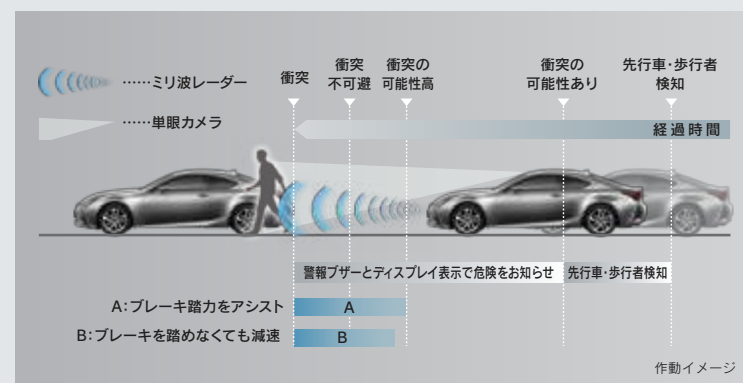 ……ミリ波レーダー
……単眼カメラ
衝突
衝突
不可避
衝突の
可能性高
衝突の
可能性あり
先行車・歩行者
検知
経過時間
警報ブザーとディスプレイ表示で危険をお知らせ
先行車・歩行者検知
A:ブレーキ踏力をアシスト
A
B:ブレーキを踏めなくても減速
B
作動イメージ